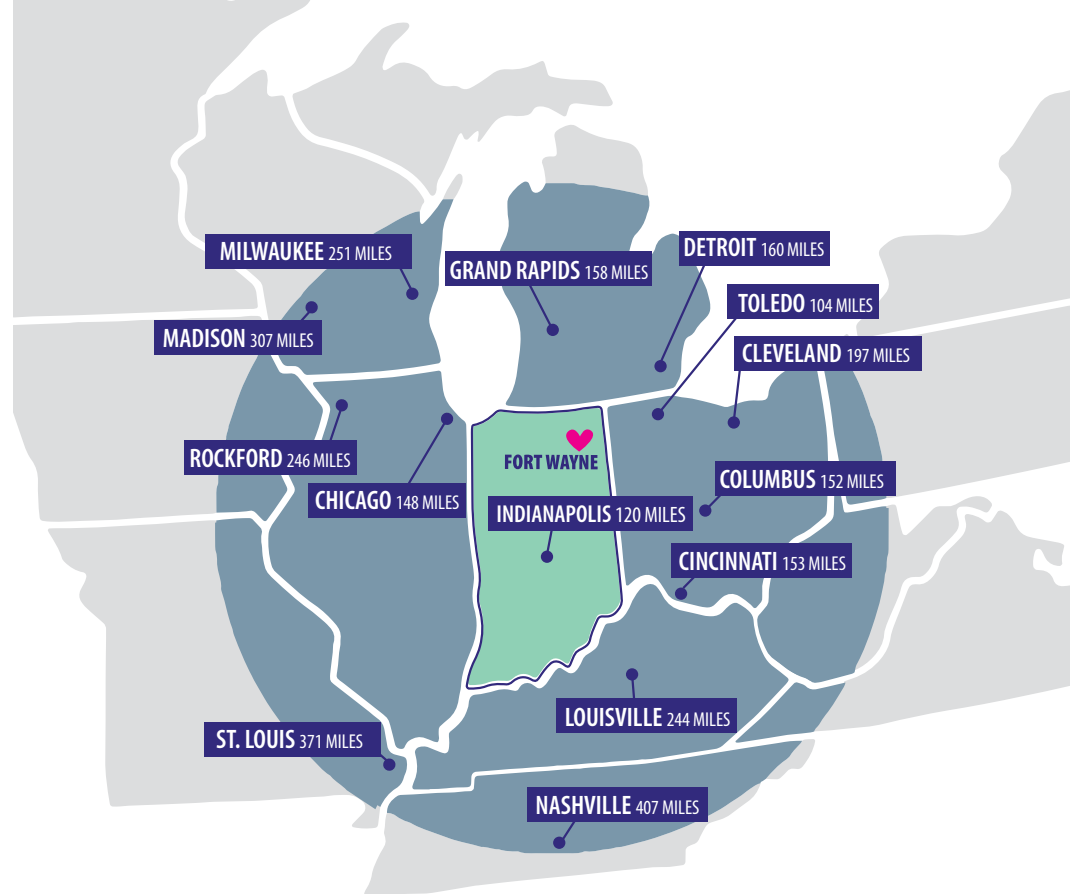 MILWAUKEE 251 MILES
DETROIT 160 MILES
GRAND RAPIDS 158 MILES
TOLEDO 104 MILES
MADISON 307 MILES
CLEVELAND 197 MILES
ROCKFORD 246 MILES
FORT WAYNE
COLUMBUS 152 MILES
CHICAGO 148 MILES
INDIANAPOLIS 120 MILES
CINCINNATI 153 MILES
LOUISVILLE 244 MILES
ST. LOUIS 371 MILES
NASHVILLE 407 MILES